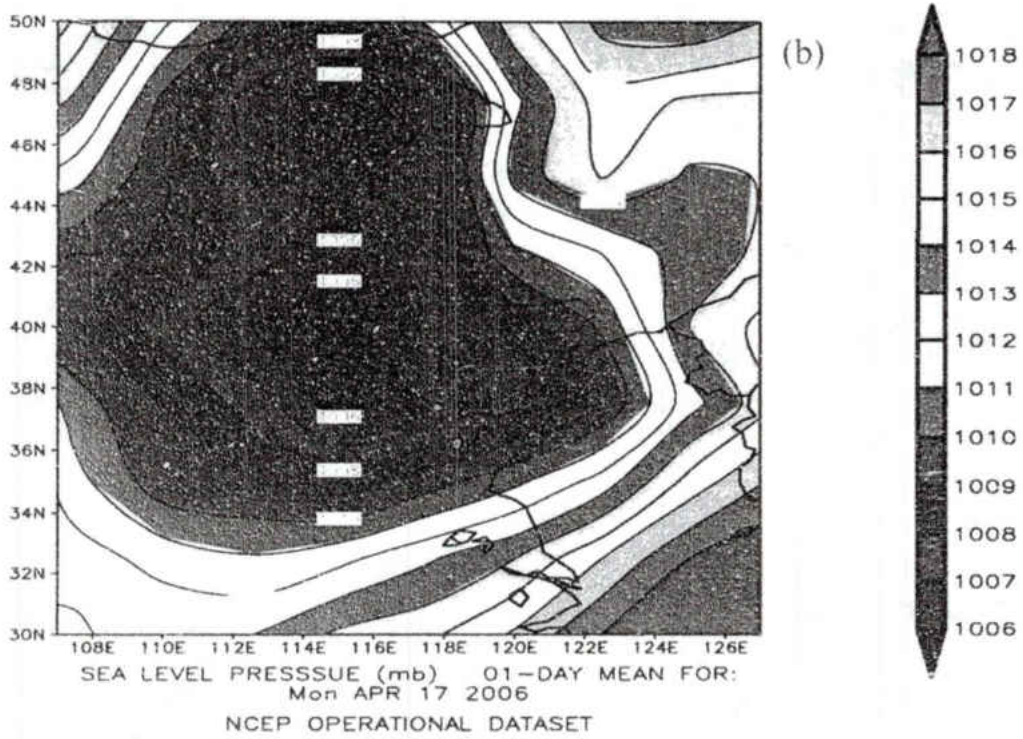 50N
48N
46N
44N
42N
40N
38N
36N
34N
32N
30N
108E 110E 112E 114E 116E 118E 120E 122E 124E 126E
(b)
1018
1017
1016
1015
1014
1013
1012
1011
1010
1009
1008
1007
1006
SEA LEVEL PRESSSUE (mb) 01-DAY MEAN FOR:
Mon APR 17 2006
NCEP OPERATIONAL DATASET